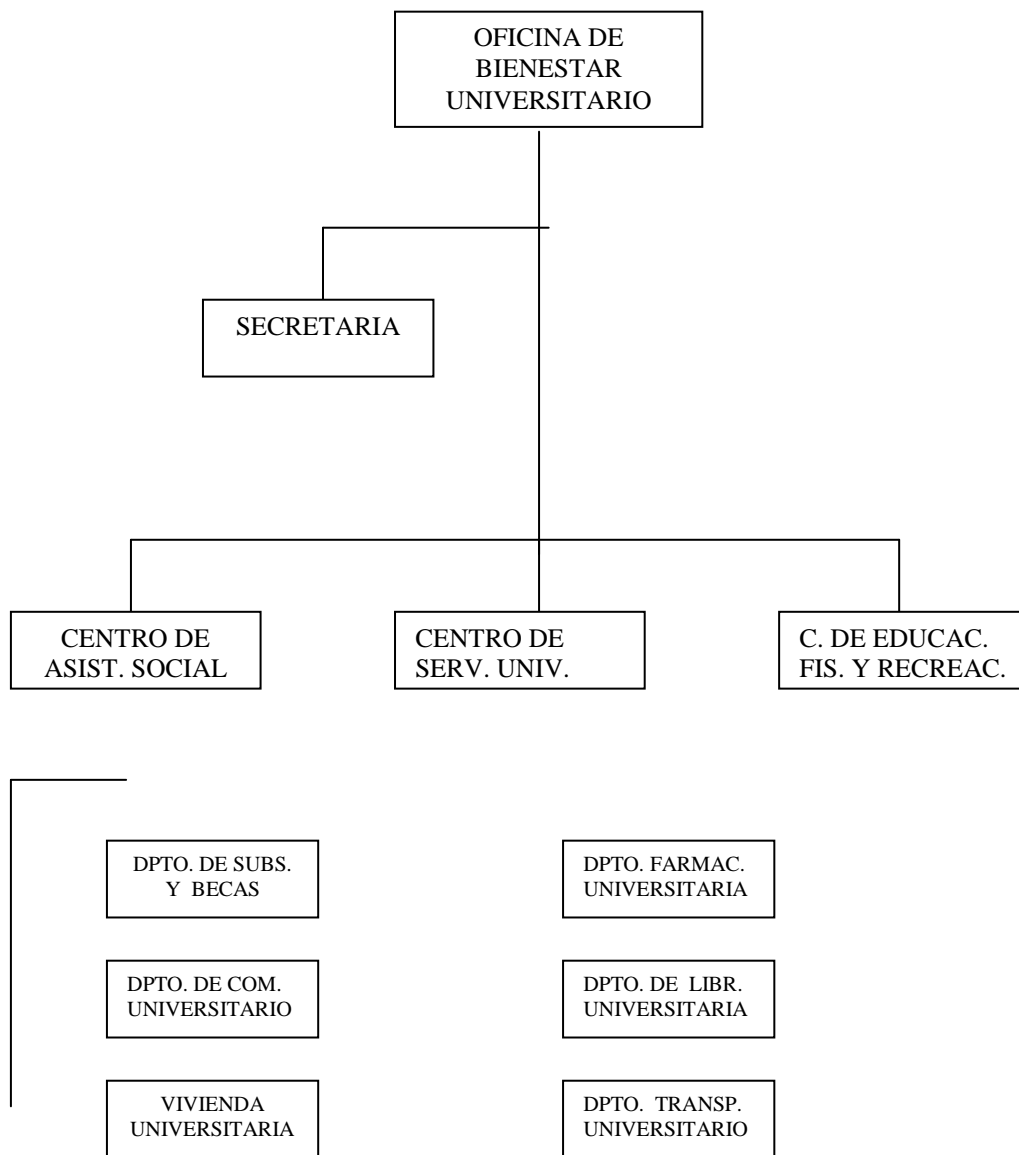 OFICINA DE
BIENESTAR
UNIVERSITARIO
SECRETARIA
CENTRO DE
ASIST. SOCIAL
CENTRO DE
SERV. UNIV.
C. DE EDUCAC.
FIS. Y RECREAC.
DPTO. DE SUBS.
Y BECAS
DPTO. FARMAC.
UNIVERSITARIA
DPTO. DE COM.
UNIVERSITARIO
DPTO. DE LIBR.
UNIVERSITARIA
VIVIENDA
UNIVERSITARIA
DPTO. TRANSP.
UNIVERSITARIO